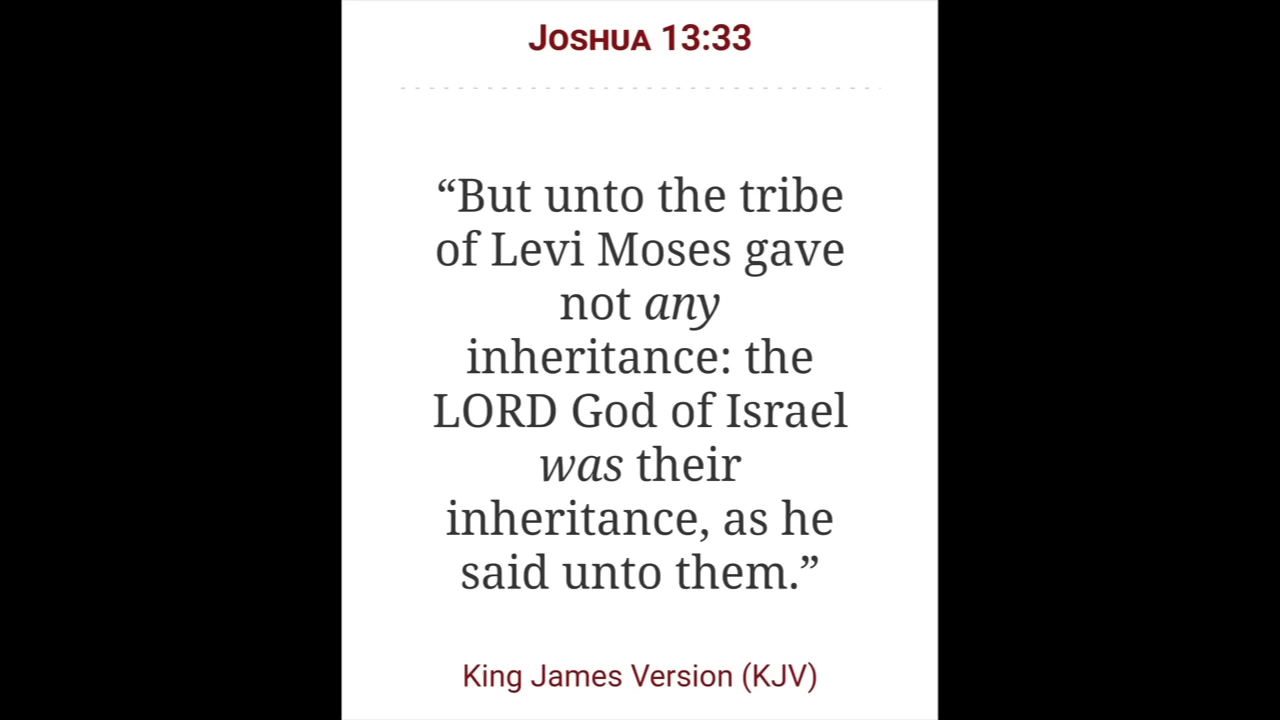 Joshua 13:33
“But unto the tribe
of Levi Moses gave
not any
inheritance: the
LORD God of Israel
was their
inheritance, as he
said unto them.”
King James Version (KJV)